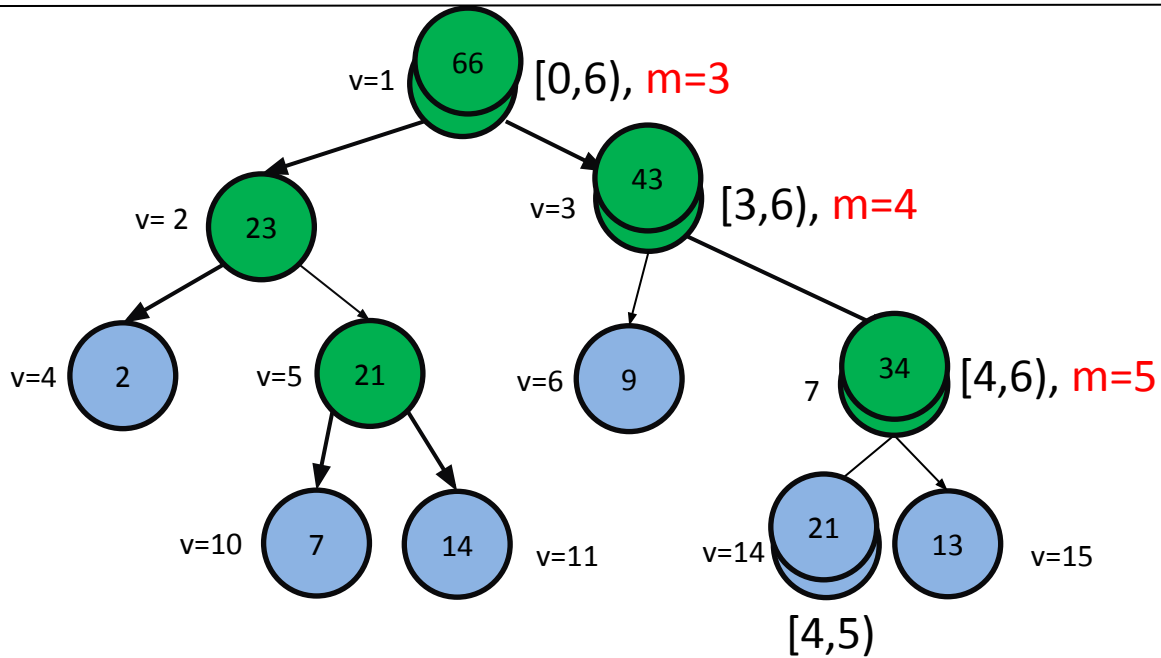 66
v=1
[0,6), m=3
43
v=3
[3,6), m=4
v= 2
23
v=4
2
v=5
21
v=6
9
7
34
[4,6), m=5
v=10
7
14
v=11
v=14
21
13
v=15
[4,5)